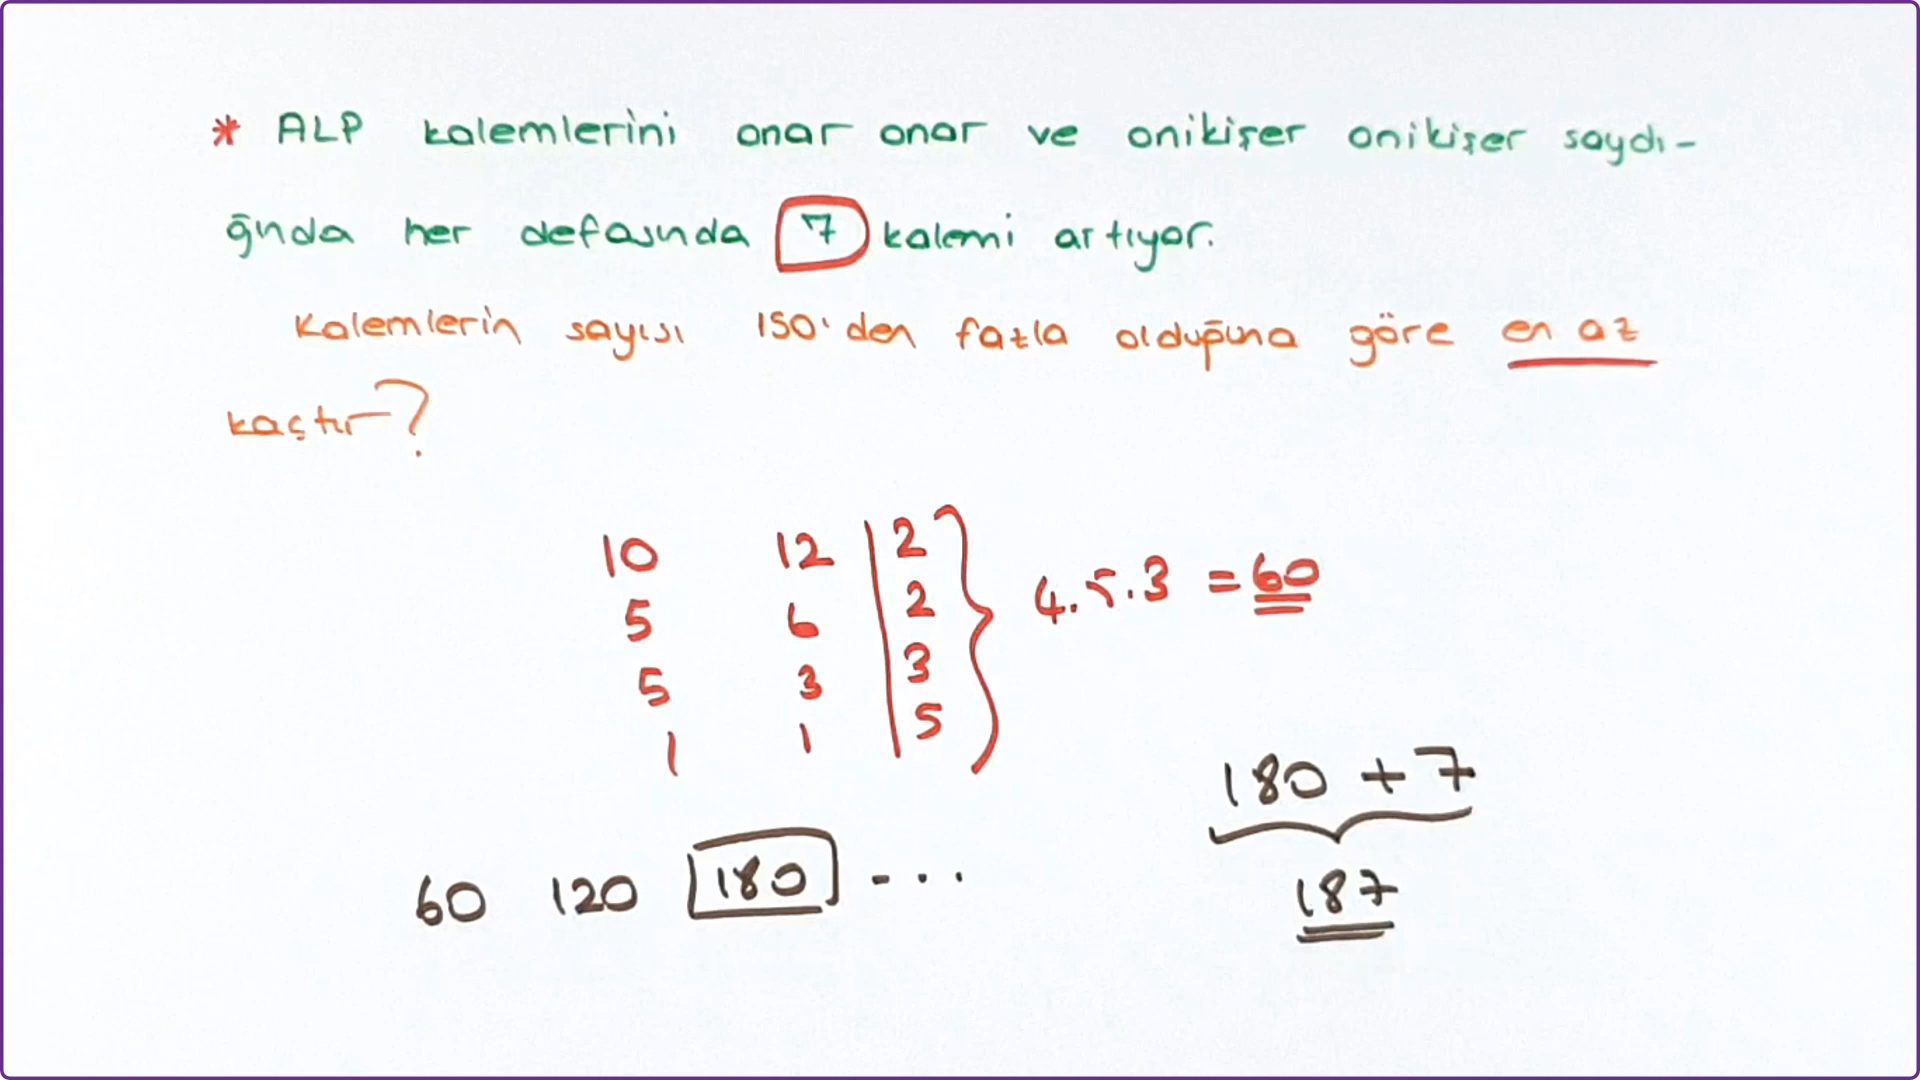 * ALP kalemlerini onar onar ve onikişer onikişer saydı-
ğında her defasında 7 kalemi artıyor.
Kalemlerin sayısı 150'den fazla olduğuna göre en az
kaçtır?
10 12 2
5 6 2
5 3 3
1 1 5
4.5.3 = 60
180 + 7
187
60 120 180 ...